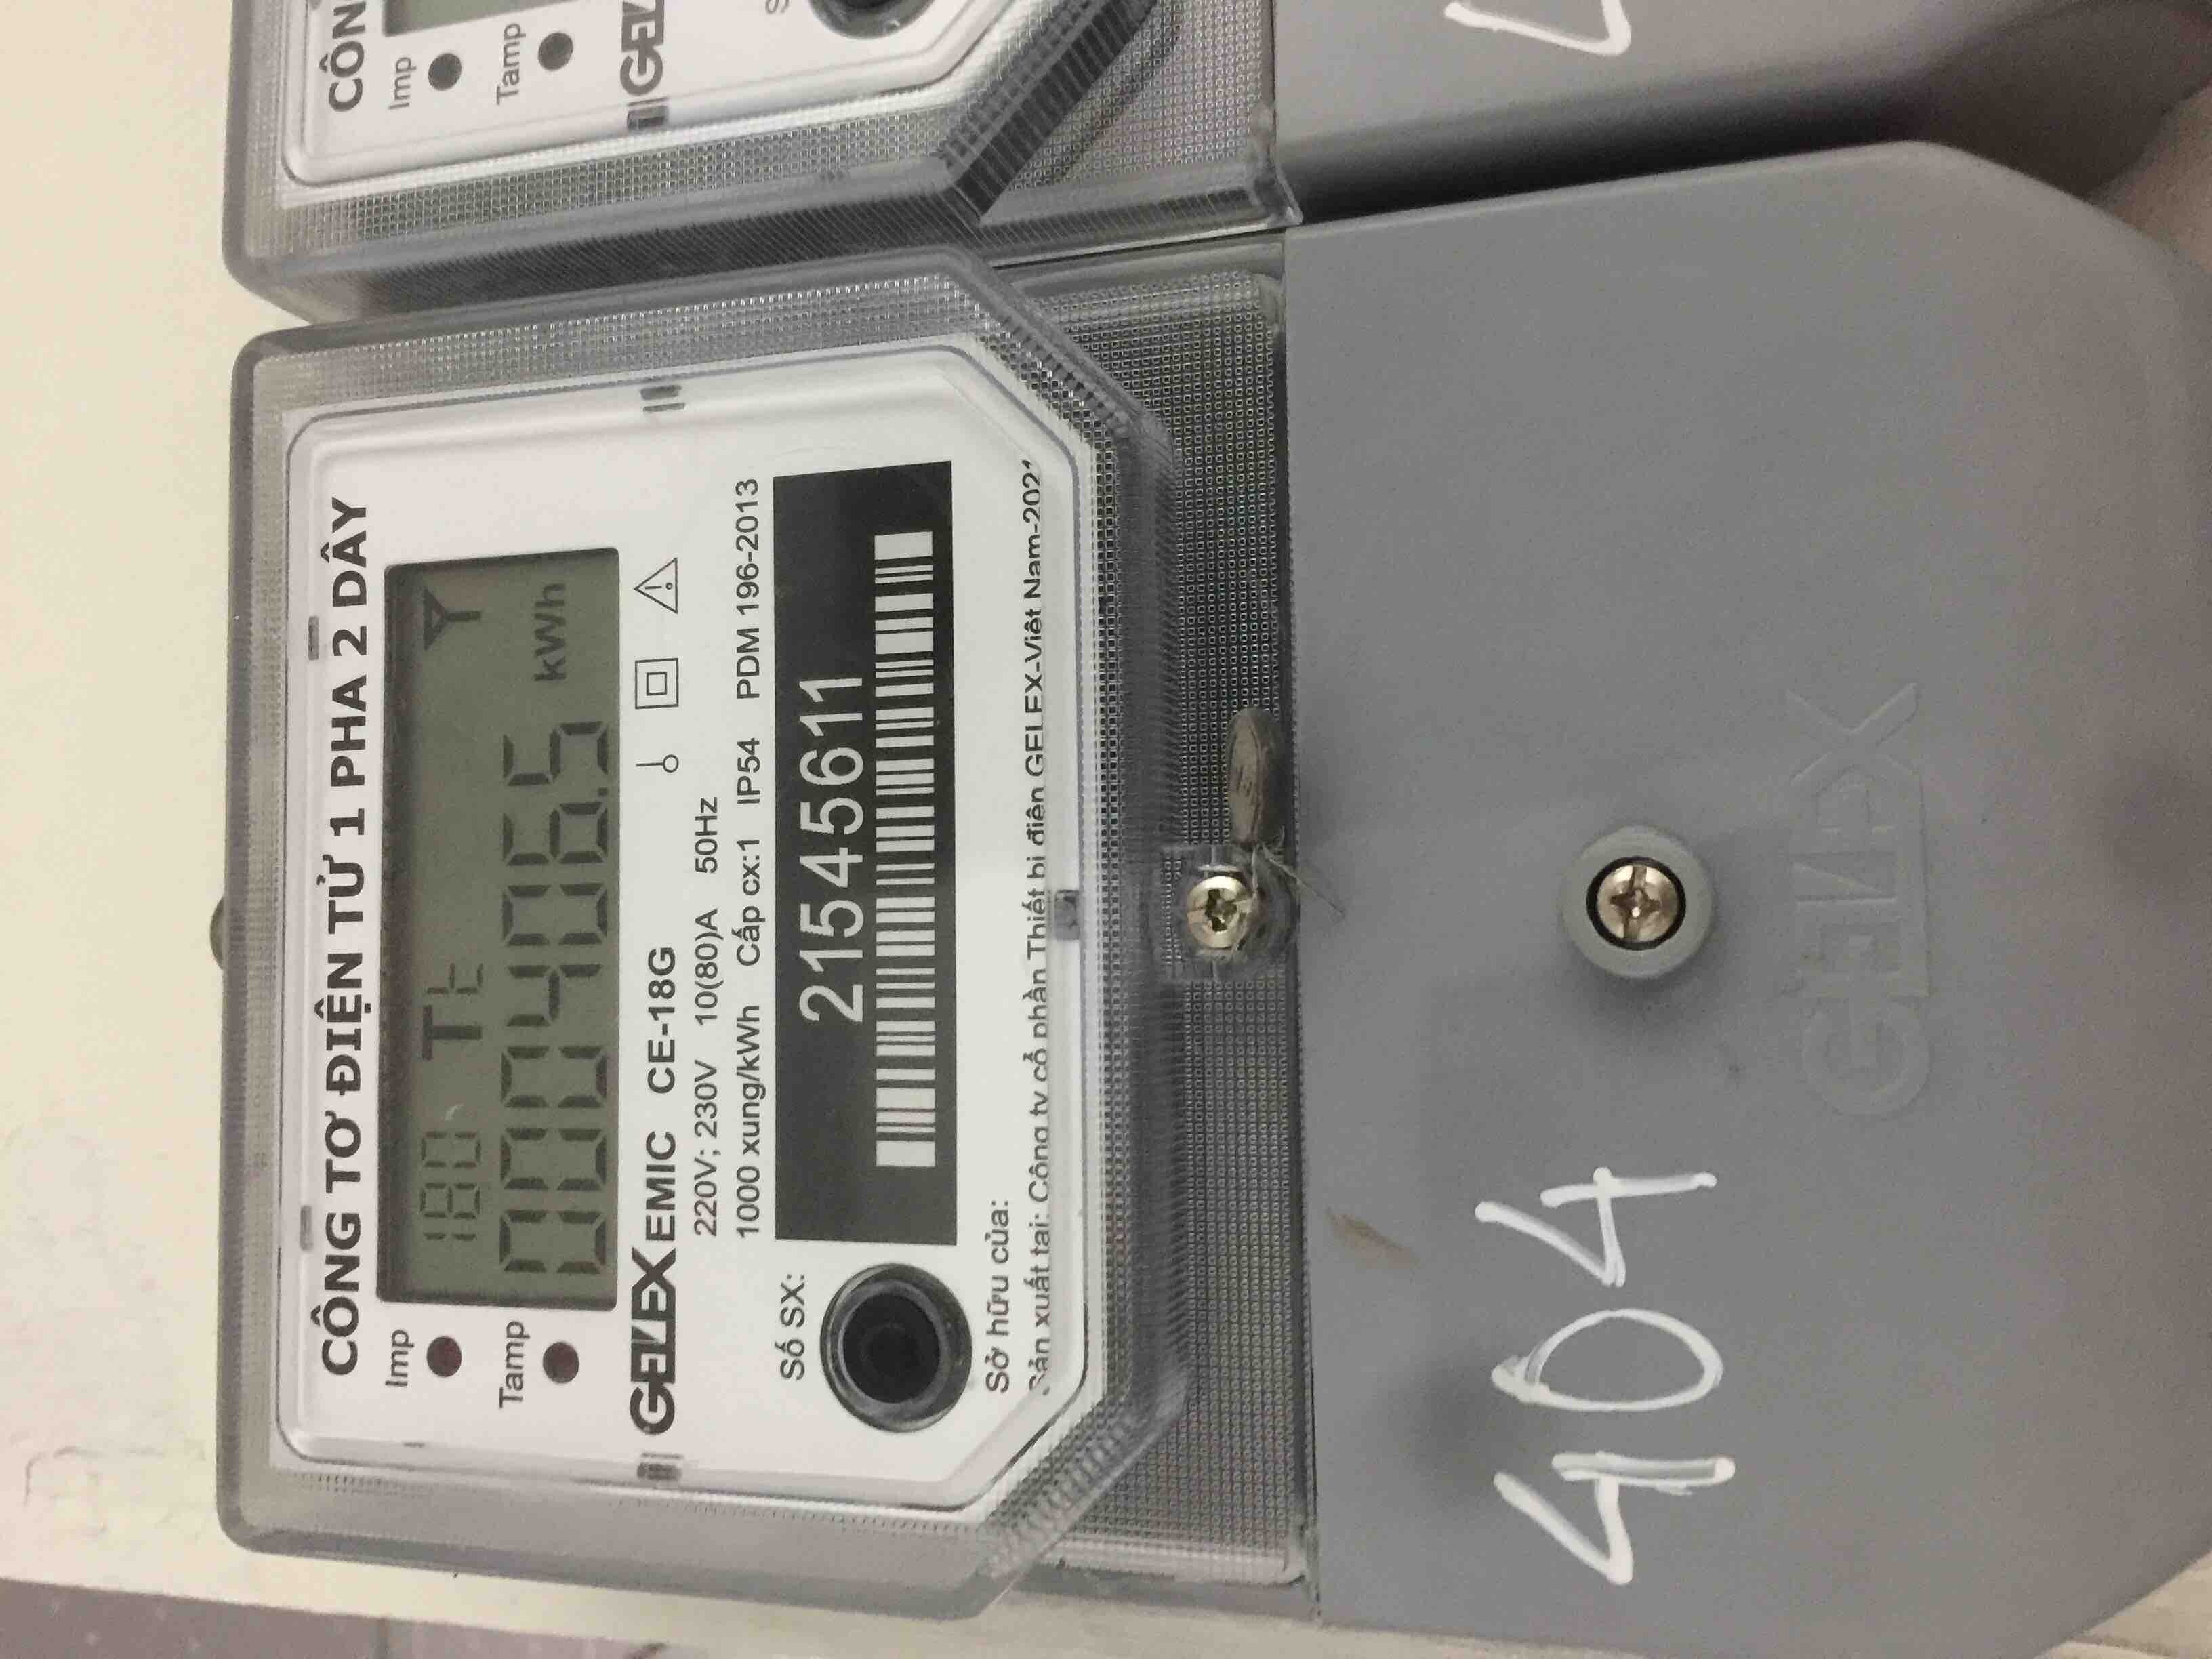 CÔNG TƠ ĐIỆN TỬ 1 PHA 2 DÂY
Imp
180 Tt
Tamp
000406.5 kWh
GELEX EMIC CE-18G
220V; 230V 10(80)A 50Hz
1000 xung/kWh Cấp cx:1 IP54 PDM 196-2013
Số SX:
21545611
Sở hữu của:
Sản xuất tại: Công ty cổ phần Thiết bị điện GELEX-Việt Nam-2021
404
GELEX
CÔN
Imp
Tamp
GEL